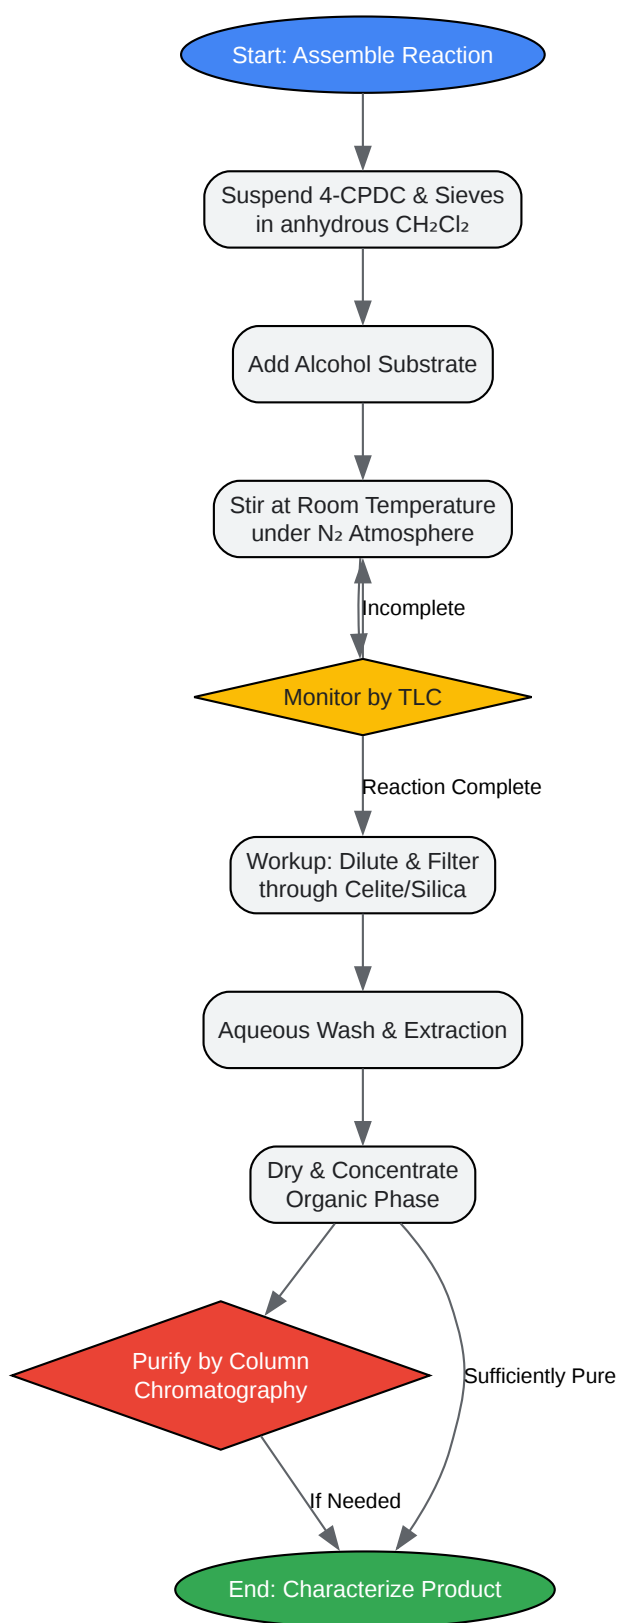 Start: Assemble Reaction
Suspend 4-CPDC & Sieves
in anhydrous CH₂Cl₂
Add Alcohol Substrate
Stir at Room Temperature
under N₂ Atmosphere
Incomplete
Monitor by TLC
Reaction Complete
Workup: Dilute & Filter
through Celite/Silica
Aqueous Wash & Extraction
Dry & Concentrate
Organic Phase
Purify by Column
Chromatography
Sufficiently Pure
If Needed
End: Characterize Product